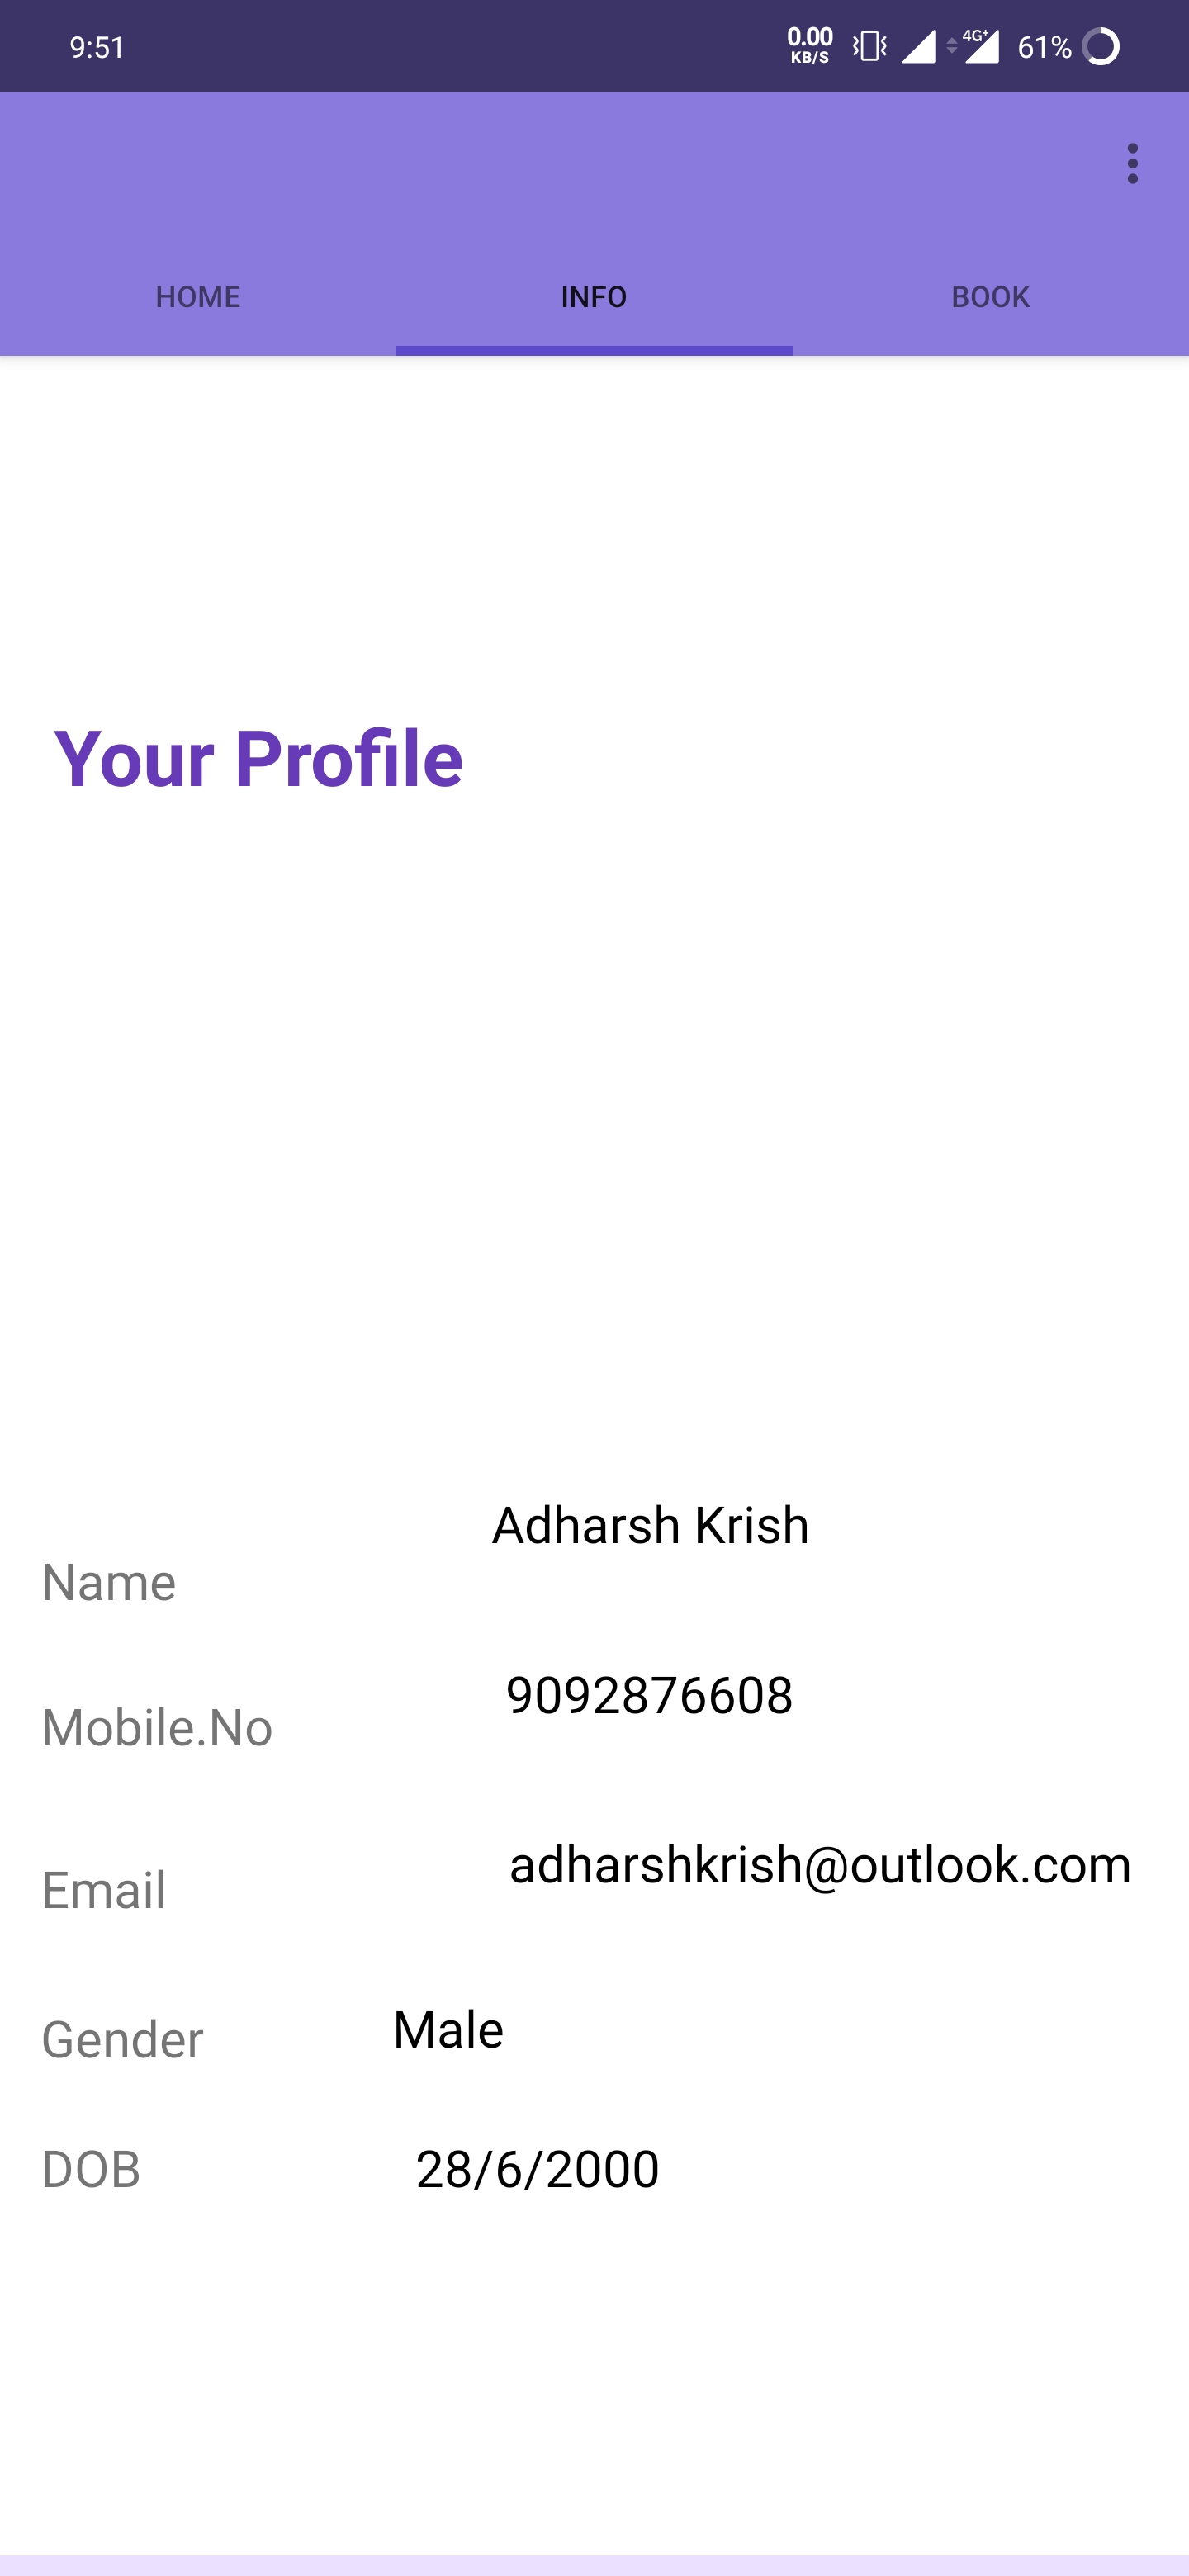 9:51 0.00 KB/S 4G+ 61%
HOME INFO BOOK
Your Profile
Name Adharsh Krish
Mobile.No 9092876608
Email adharshkrish@outlook.com
Gender Male
DOB 28/6/2000